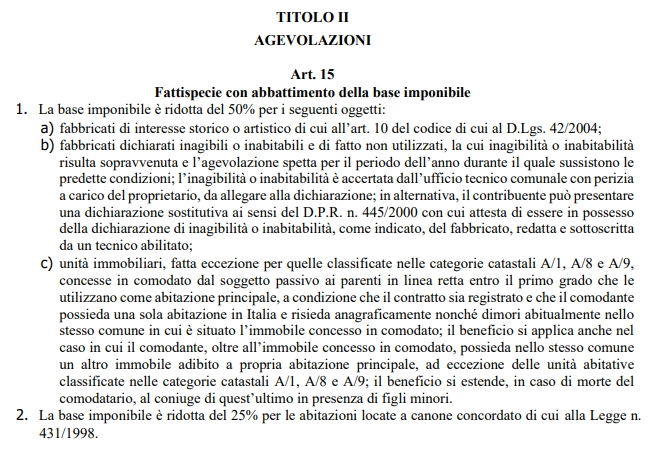 TITOLO II
AGEVOLAZIONI
Art. 15
Fattispecie con abbattimento della base imponibile
1. La base imponibile è ridotta del 50% per i seguenti oggetti:
a) fabbricati di interesse storico o artistico di cui all'art. 10 del codice di cui al D.Lgs. 42/2004;
b) fabbricati dichiarati inagibili o inabitabili e di fatto non utilizzati, la cui inagibilità o inabitabilità
risulta sopravvenuta e l'agevolazione spetta per il periodo dell'anno durante il quale sussistono le
predette condizioni; l'inagibilità o inabitabilità è accertata dall'ufficio tecnico comunale con perizia
a carico del proprietario, da allegare alla dichiarazione; in alternativa, il contribuente può presentare
una dichiarazione sostitutiva ai sensi del D.P.R. n. 445/2000 con cui attesta di essere in possesso
della dichiarazione di inagibilità o inabitabilità, come indicato, del fabbricato, redatta e sottoscritta
da un tecnico abilitato;
c) unità immobiliari, fatta eccezione per quelle classificate nelle categorie catastali A/1, A/8 e A/9,
concesse in comodato dal soggetto passivo ai parenti in linea retta entro il primo grado che le
utilizzano come abitazione principale, a condizione che il contratto sia registrato e che il comodante
possieda una sola abitazione in Italia e risieda anagraficamente nonché dimori abitualmente nello
stesso comune in cui è situato l'immobile concesso in comodato; il beneficio si applica anche nel
caso in cui il comodante, oltre all'immobile concesso in comodato, possieda nello stesso comune
un altro immobile adibito a propria abitazione principale, ad eccezione delle unità abitative
classificate nelle categorie catastali A/1, A/8 e A/9; il beneficio si estende, in caso di morte del
comodatario, al coniuge di quest'ultimo in presenza di figli minori.
2. La base imponibile è ridotta del 25% per le abitazioni locate a canone concordato di cui alla Legge n.
431/1998.